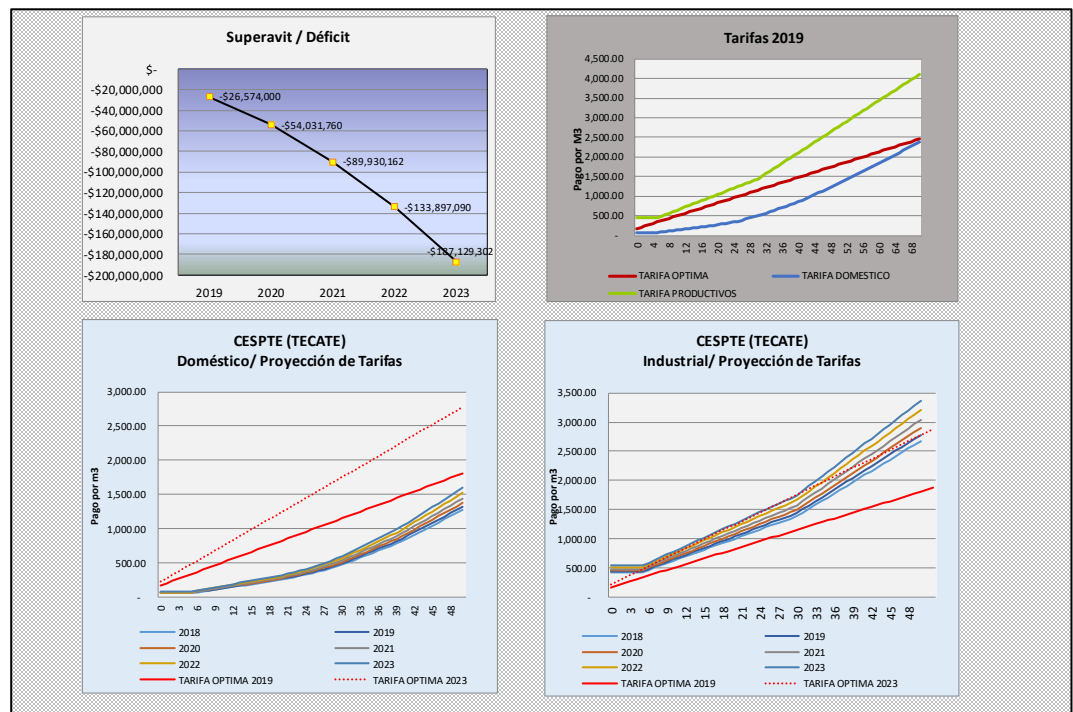 Superavit / Déficit
$-
-$20,000,000
-$40,000,000
-$60,000,000
-$80,000,000
-$100,000,000
-$120,000,000
-$140,000,000
-$160,000,000
-$180,000,000
-$200,000,000
-$26,574,000
-$54,031,760
-$89,930,162
-$133,897,090
-$187,129,302
2019 2020 2021 2022 2023
Tarifas 2019
Pago por M3
4,500.00
4,000.00
3,500.00
3,000.00
2,500.00
2,000.00
1,500.00
1,000.00
500.00
-
0 4 8 12 16 20 24 28 32 36 40 44 48 52 56 60 64 68
TARIFA OPTIMA TARIFA DOMESTICO
TARIFA PRODUCTIVOS
CESPTE (TECATE)
Doméstico/ Proyección de Tarifas
Pago por m3
3,000.00
2,500.00
2,000.00
1,500.00
1,000.00
500.00
-
0 3 6 9 12 15 18 21 24 27 30 33 36 39 42 45 48
2018 2019
2020 2021
2022 2023
TARIFA OPTIMA 2019 TARIFA OPTIMA 2023
CESPTE (TECATE)
Industrial/ Proyección de Tarifas
Pago por m3
3,500.00
3,000.00
2,500.00
2,000.00
1,500.00
1,000.00
500.00
-
0 3 6 9 12 15 18 21 24 27 30 33 36 39 42 45 48
2018 2019
2020 2021
2022 2023
TARIFA OPTIMA 2019 TARIFA OPTIMA 2023